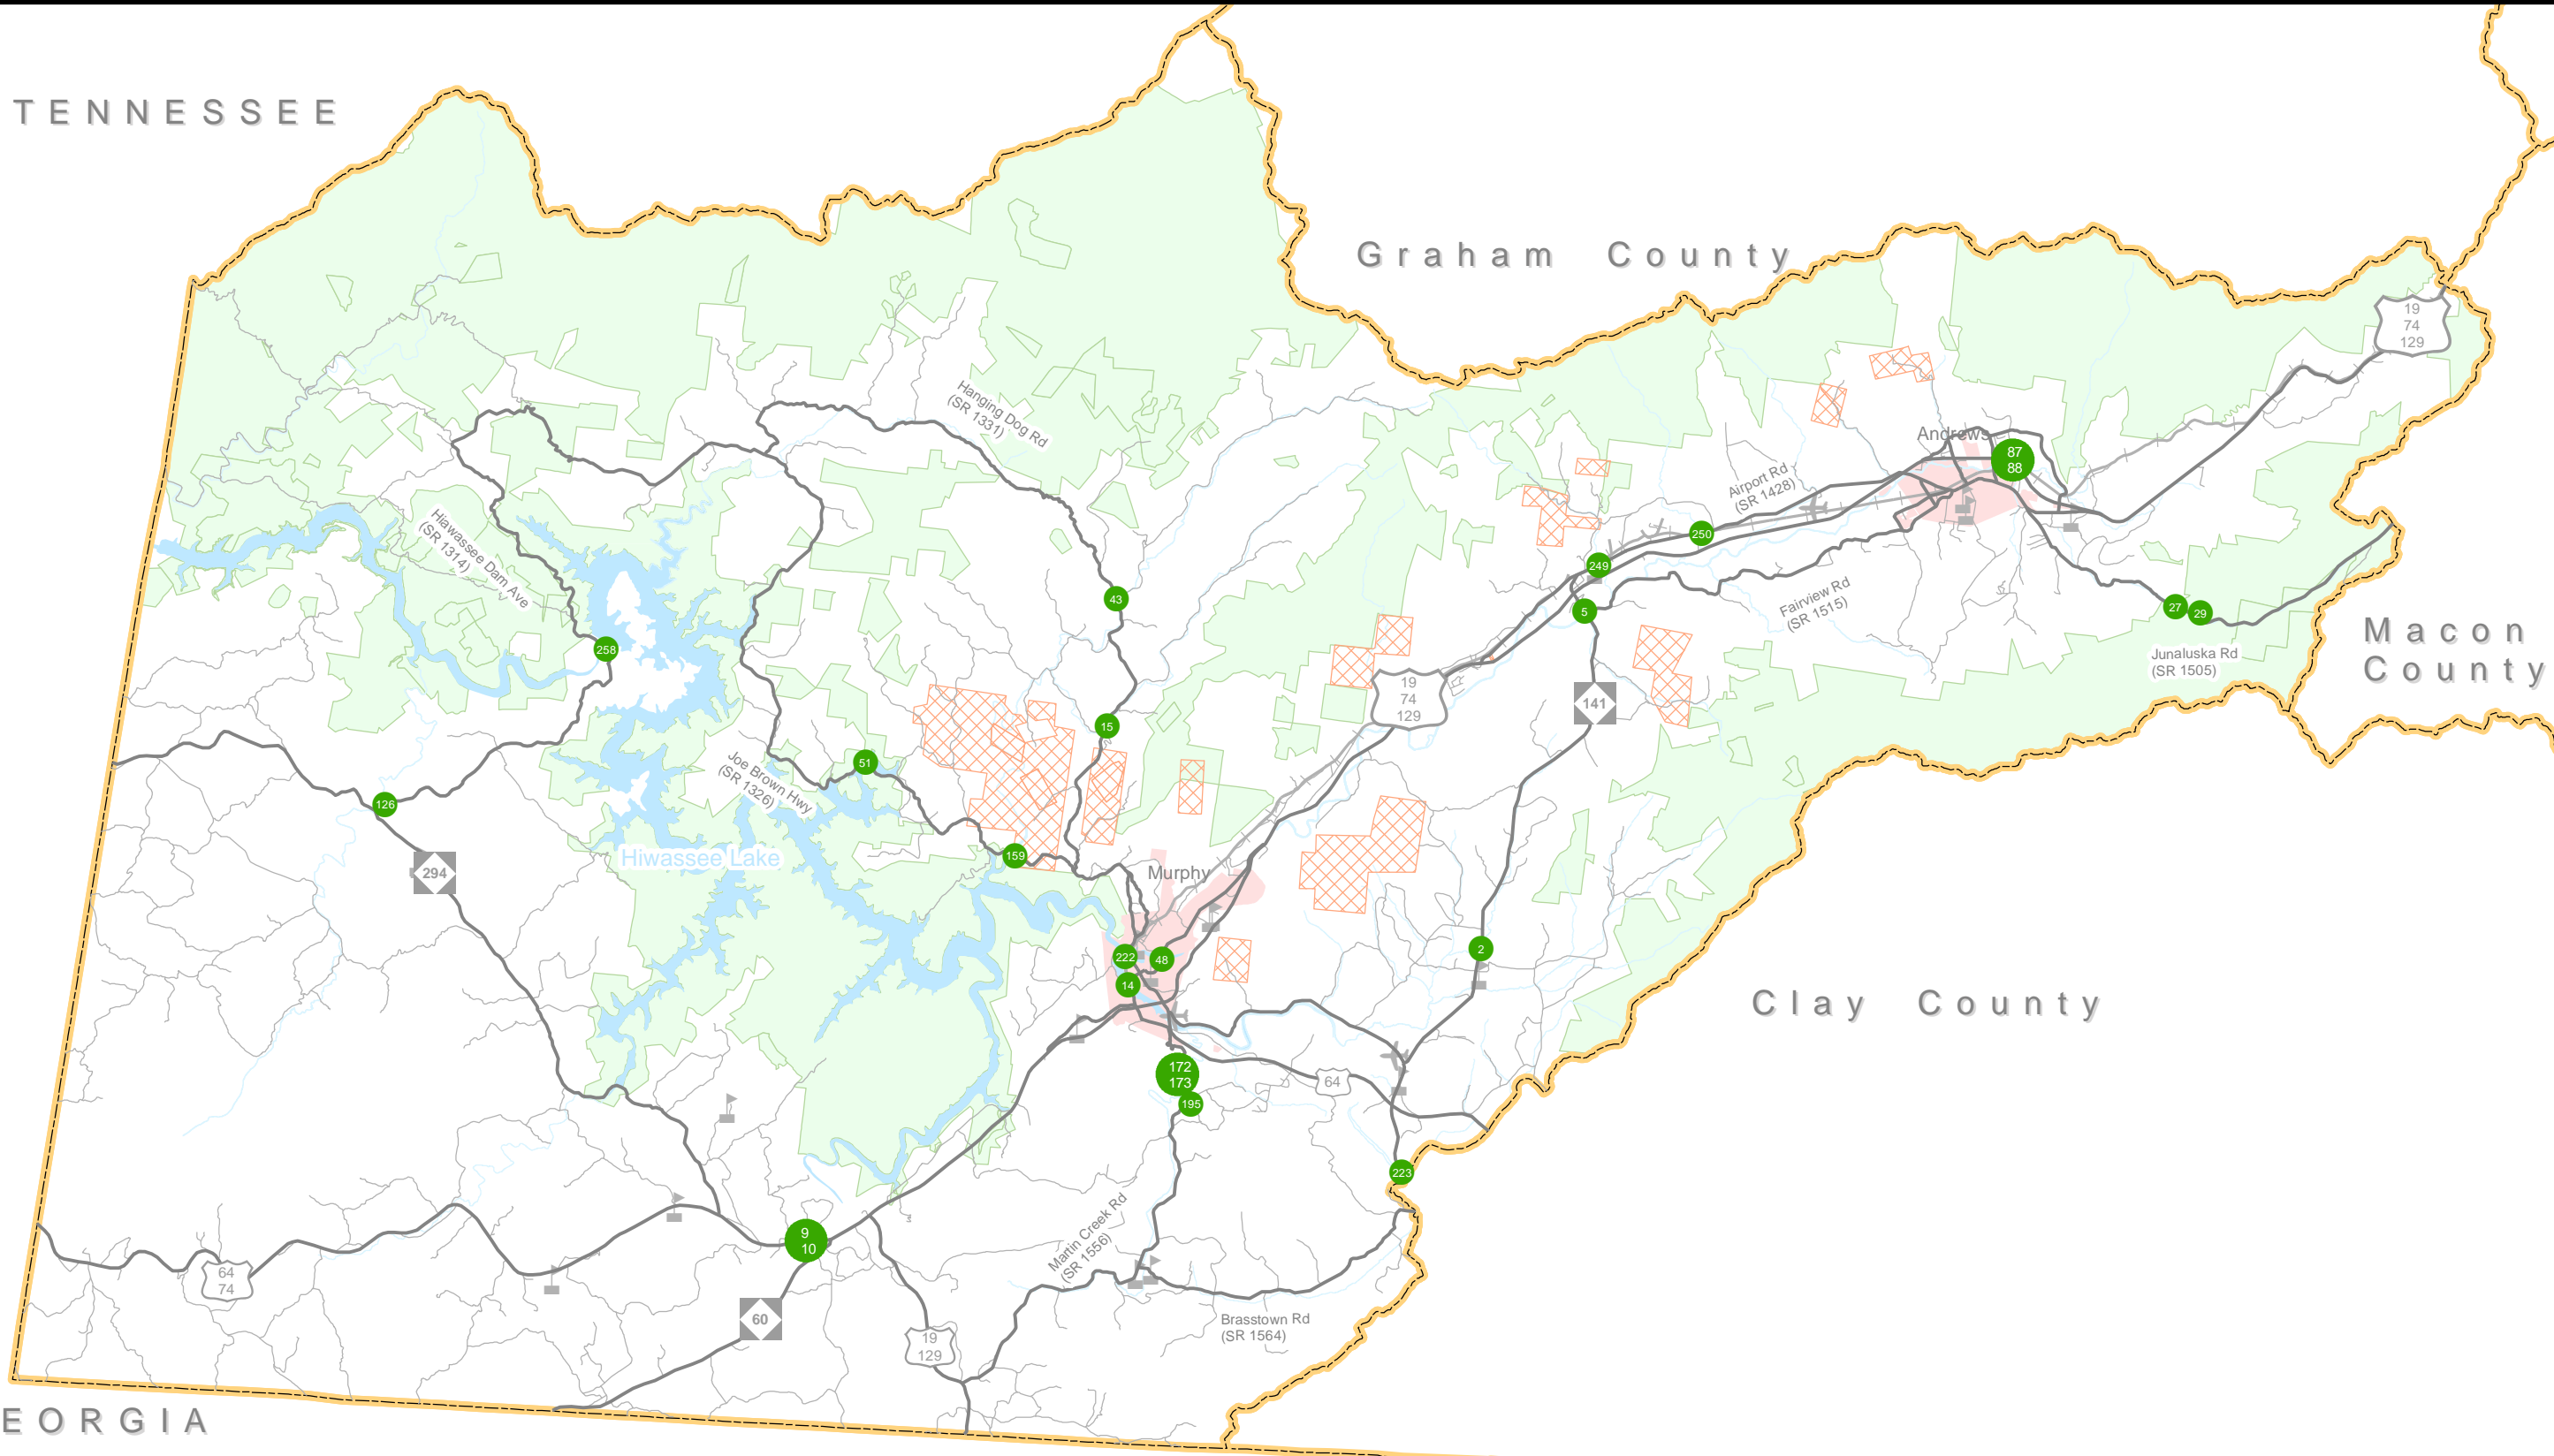 TENNESSEE
Graham County
19
74
129
Hanging Dog Rd
(SR 1331)
Andrews
87
88
Airport Rd
(SR 1428)
Hiawassee Dam Ave
(SR 1314)
250
249
43
5
Fairview Rd
(SR 1515)
27
29
258
Macon
County
Junaluska Rd
(SR 1505)
19
74
129
141
15
51
Joe Brown Hwy
(SR 1326)
126
Hiwassee Lake
159
294
Murphy
222
48
2
14
Clay County
172
173
64
195
223
Martin Creek Rd
(SR 1556)
9
10
64
74
60
19
129
Brasstown Rd
(SR 1564)
EORGIA